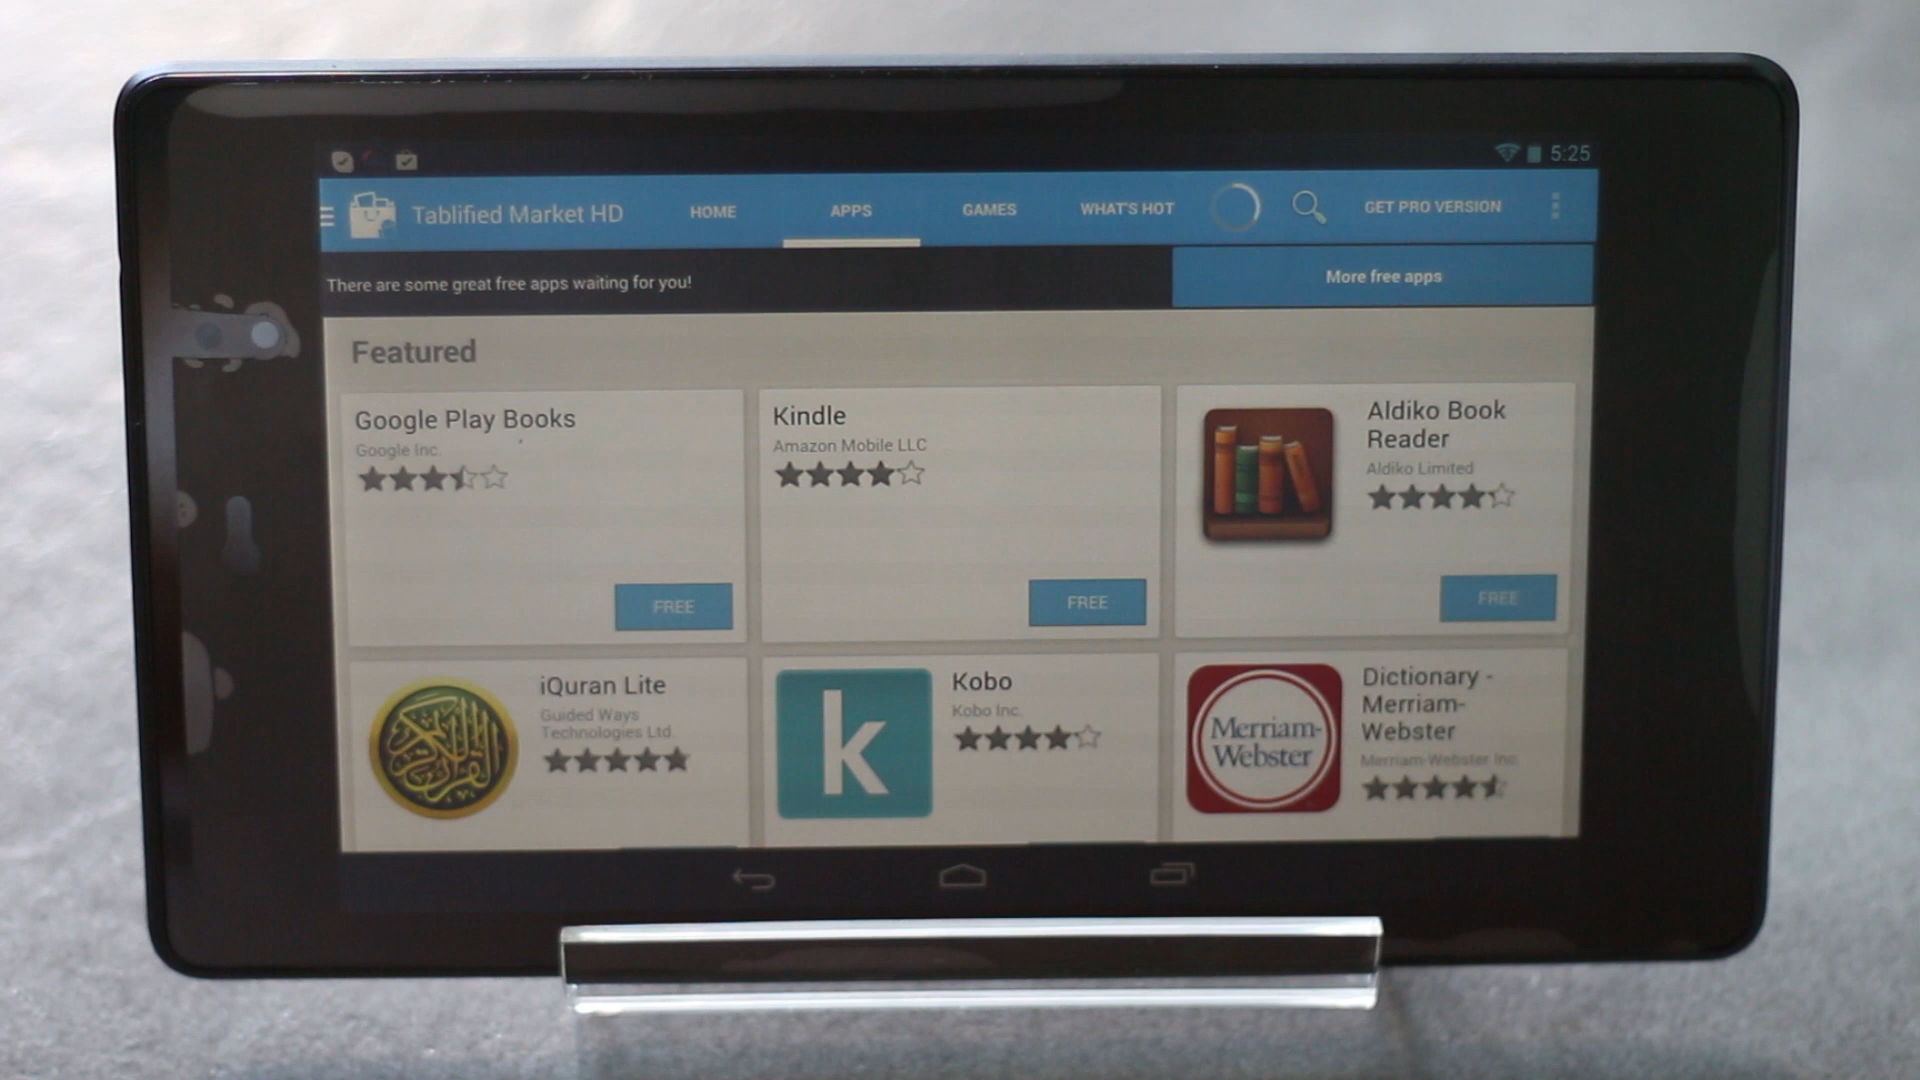 5:25
Tablified Market HD HOME APPS GAMES WHAT'S HOT GET PRO VERSION
There are some great free apps waiting for you! More free apps
Featured
Google Play Books
Google Inc.
FREE
Kindle
Amazon Mobile LLC
FREE
Aldiko Book
Reader
Aldiko Limited
FREE
iQuran Lite
Guided Ways
Technologies Ltd.
k
Kobo
Kobo Inc.
Merriam-
Webster
Dictionary -
Merriam-
Webster
Merriam-Webster Inc.